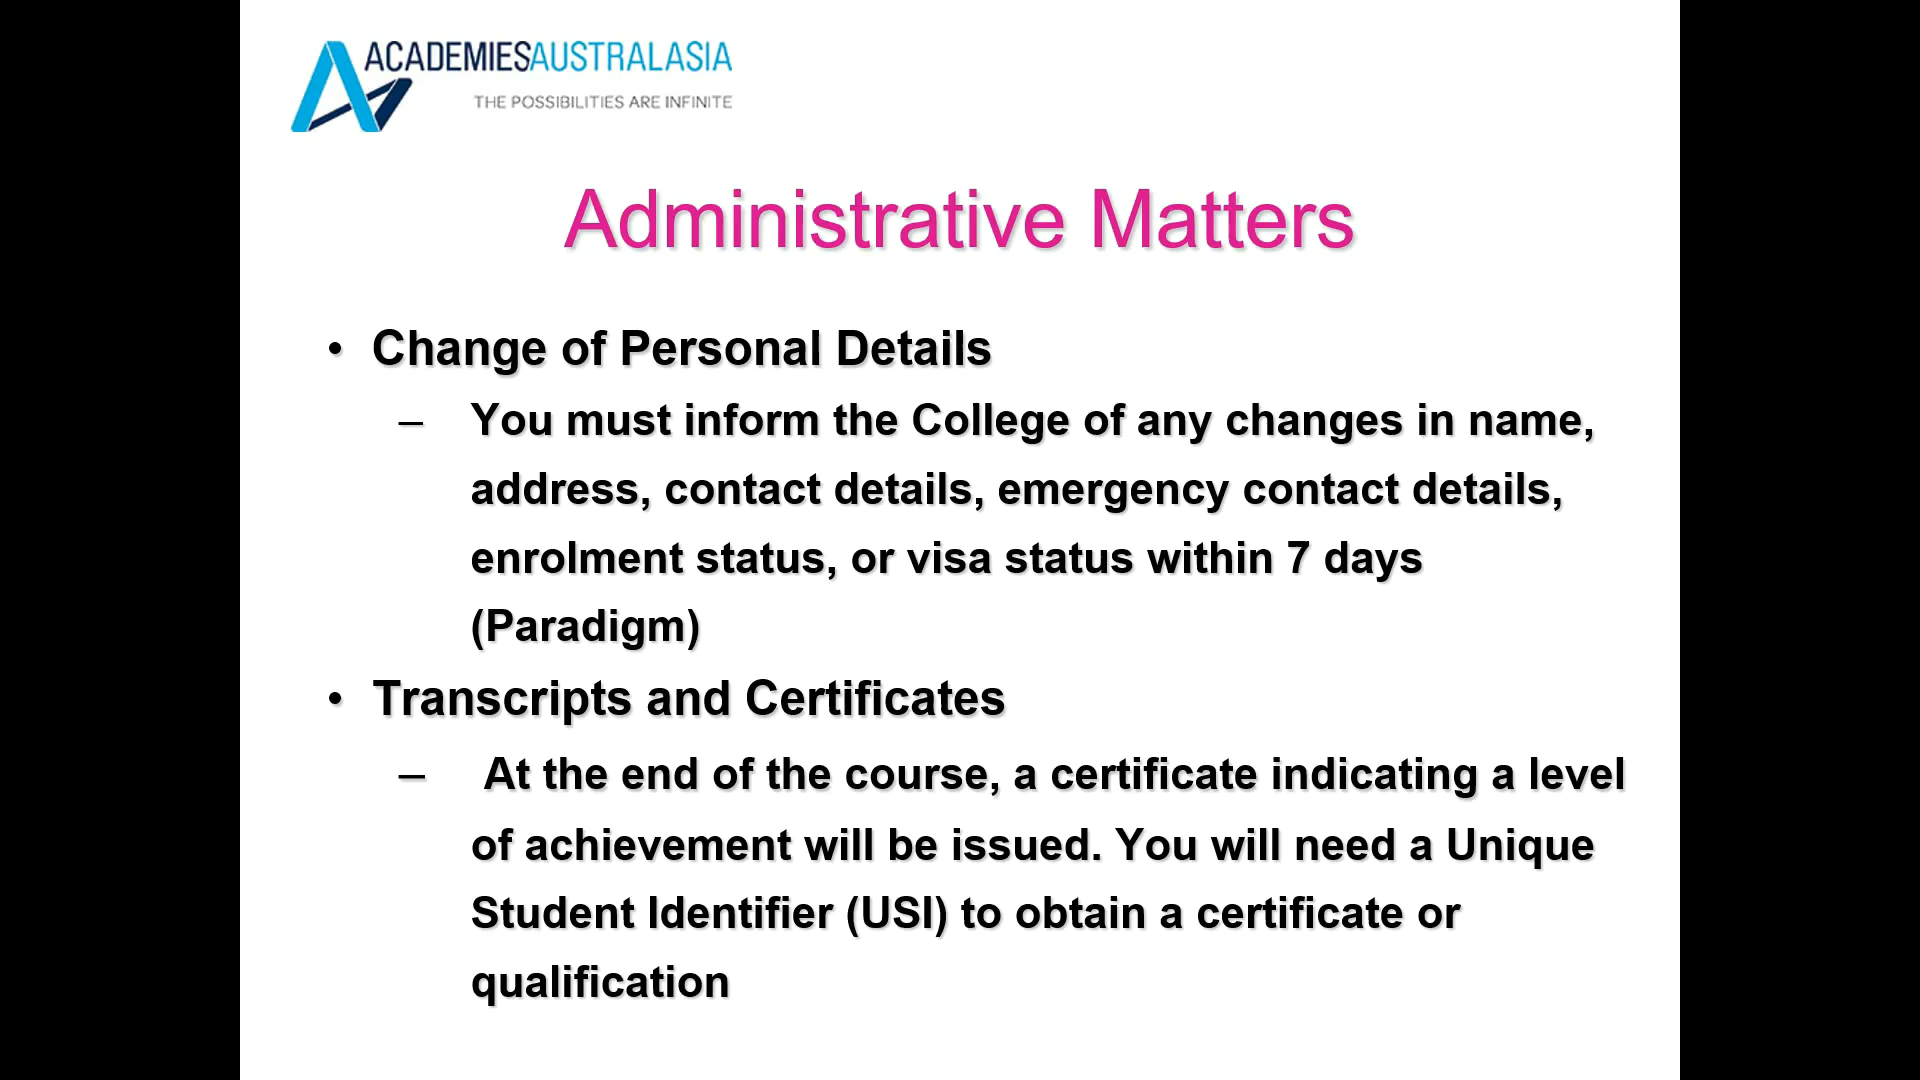 ACADEMIESAUSTRALASIA
THE POSSIBILITIES ARE INFINITE
Administrative Matters
• Change of Personal Details
– You must inform the College of any changes in name,
address, contact details, emergency contact details,
enrolment status, or visa status within 7 days
(Paradigm)
• Transcripts and Certificates
– At the end of the course, a certificate indicating a level
of achievement will be issued. You will need a Unique
Student Identifier (USI) to obtain a certificate or
qualification